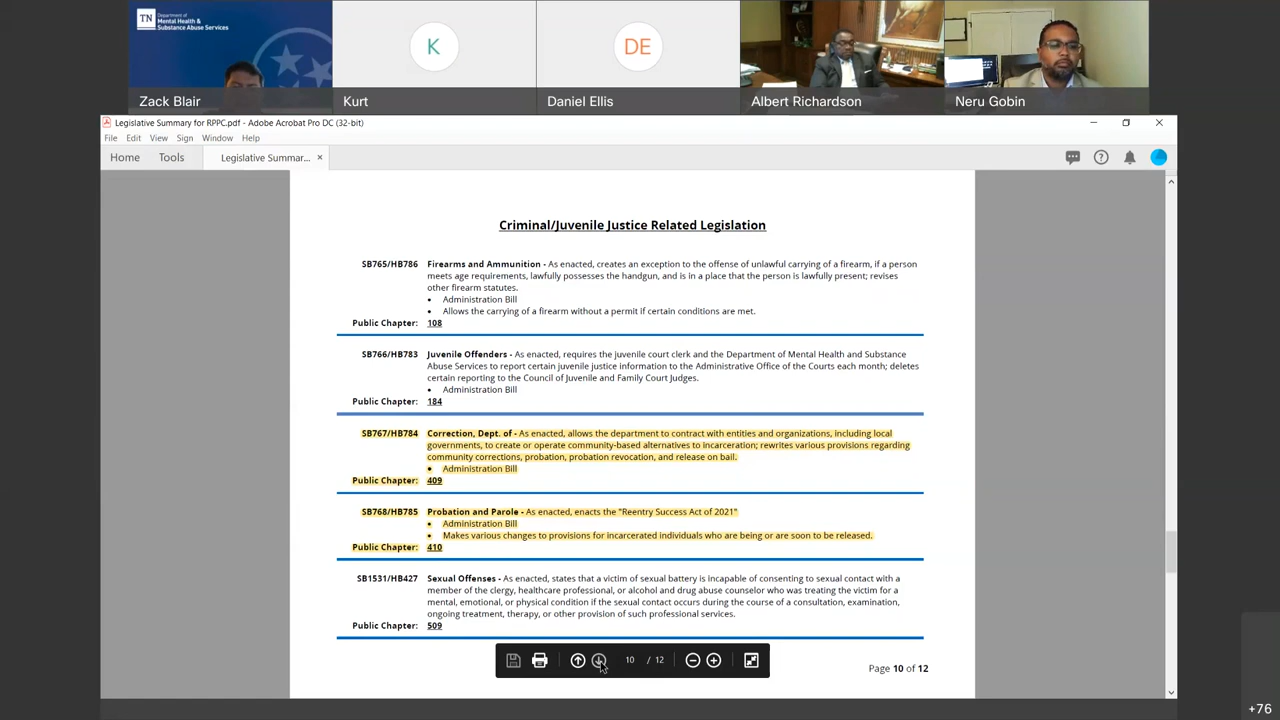 TN
Department of
Mental Health &
Substance Abuse Services
K
DE
Zack Blair
Kurt
Daniel Ellis
Albert Richardson
Neru Gobin
Legislative Summary for RPPC.pdf - Adobe Acrobat Pro DC (32-bit)
File Edit View Sign Window Help
Home Tools Legislative Summar... ×
Criminal/Juvenile Justice Related Legislation
SB765/HB786 Firearms and Ammunition - As enacted, creates an exception to the offense of unlawful carrying of a firearm, if a person
meets age requirements, lawfully possesses the handgun, and is in a place that the person is lawfully present; revises
other firearm statutes.
• Administration Bill
• Allows the carrying of a firearm without a permit if certain conditions are met.
Public Chapter: 108
SB766/HB783 Juvenile Offenders - As enacted, requires the juvenile court clerk and the Department of Mental Health and Substance
Abuse Services to report certain juvenile justice information to the Administrative Office of the Courts each month; deletes
certain reporting to the Council of Juvenile and Family Court Judges.
• Administration Bill
Public Chapter: 184
SB767/HB784 Correction, Dept. of - As enacted, allows the department to contract with entities and organizations, including local
governments, to create or operate community-based alternatives to incarceration; rewrites various provisions regarding
community corrections, probation, probation revocation, and release on bail.
• Administration Bill
Public Chapter: 409
SB768/HB785 Probation and Parole - As enacted, enacts the "Reentry Success Act of 2021"
• Administration Bill
• Makes various changes to provisions for incarcerated individuals who are being or are soon to be released.
Public Chapter: 410
SB1531/HB427 Sexual Offenses - As enacted, states that a victim of sexual battery is incapable of consenting to sexual contact with a
member of the clergy, healthcare professional, or alcohol and drug abuse counselor who was treating the victim for a
mental, emotional, or physical condition if the sexual contact occurs during the course of a consultation, examination,
ongoing treatment, therapy, or other provision of such professional services.
Public Chapter: 509
10 / 12
Page 10 of 12
+76